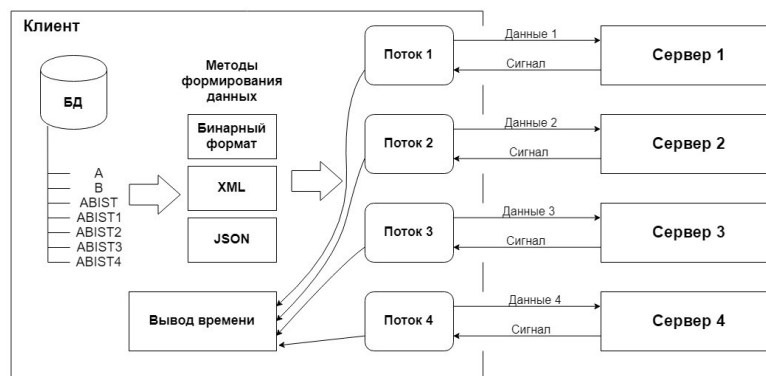 Клиент
БД
A
B
ABIST
ABIST1
ABIST2
ABIST3
ABIST4
Методы
формирования
данных
Бинарный
формат
XML
JSON
Вывод времени
Поток 1
Данные 1
Сигнал
Сервер 1
Поток 2
Данные 2
Сигнал
Сервер 2
Поток 3
Данные 3
Сигнал
Сервер 3
Поток 4
Данные 4
Сигнал
Сервер 4